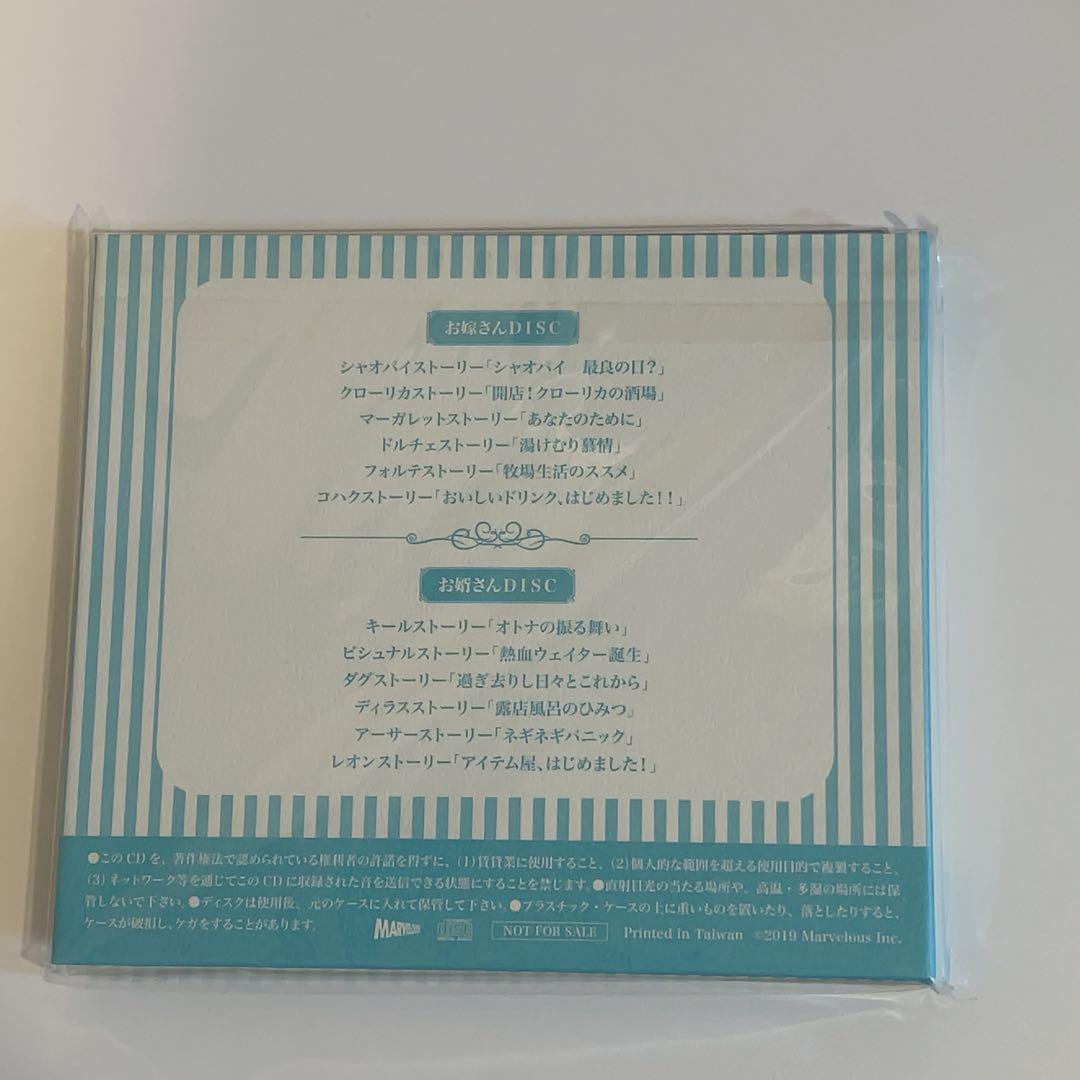 お嫁さんDISC
シャオパイストーリー「シャオパイ　最良の日?」
クローリカストーリー「開店!クローリカの酒場」
マーガレットストーリー「あなたのために」
ドルチェストーリー「湯けむり慕情」
フォルテストーリー「牧場生活のススメ」
コハクストーリー「おいしいドリンク、はじめました!!」
お婿さんDISC
キールストーリー「オトナの振る舞い」
ビシュナルストーリー「熱血ウェイター誕生」
ダグストーリー「過ぎ去りし日々とこれから」
ディラスストーリー「露店風呂のひみつ」
アーサーストーリー「ネギネギパニック」
レオンストーリー「アイテム屋、はじめました!」
●このCDを、著作権法で認められている権利者の許諾を得ずに、(1)賃貸業に使用すること、(2)個人的な範囲を超える使用目的で複製すること、
(3)ネットワーク等を通じてこのCDに収録された音を送信できる状態にすることを禁じます。●直射日光の当たる場所や、高温・多湿の場所には保
管しないで下さい。●ディスクは使用後、元のケースに入れて保管して下さい。●プラスチック・ケースの上に重いものを置いたり、落としたりすると、
ケースが破損し、ケガをすることがあります。
MARVELOUS NOT FOR SALE Printed in Taiwan ©2019 Marvelous Inc.